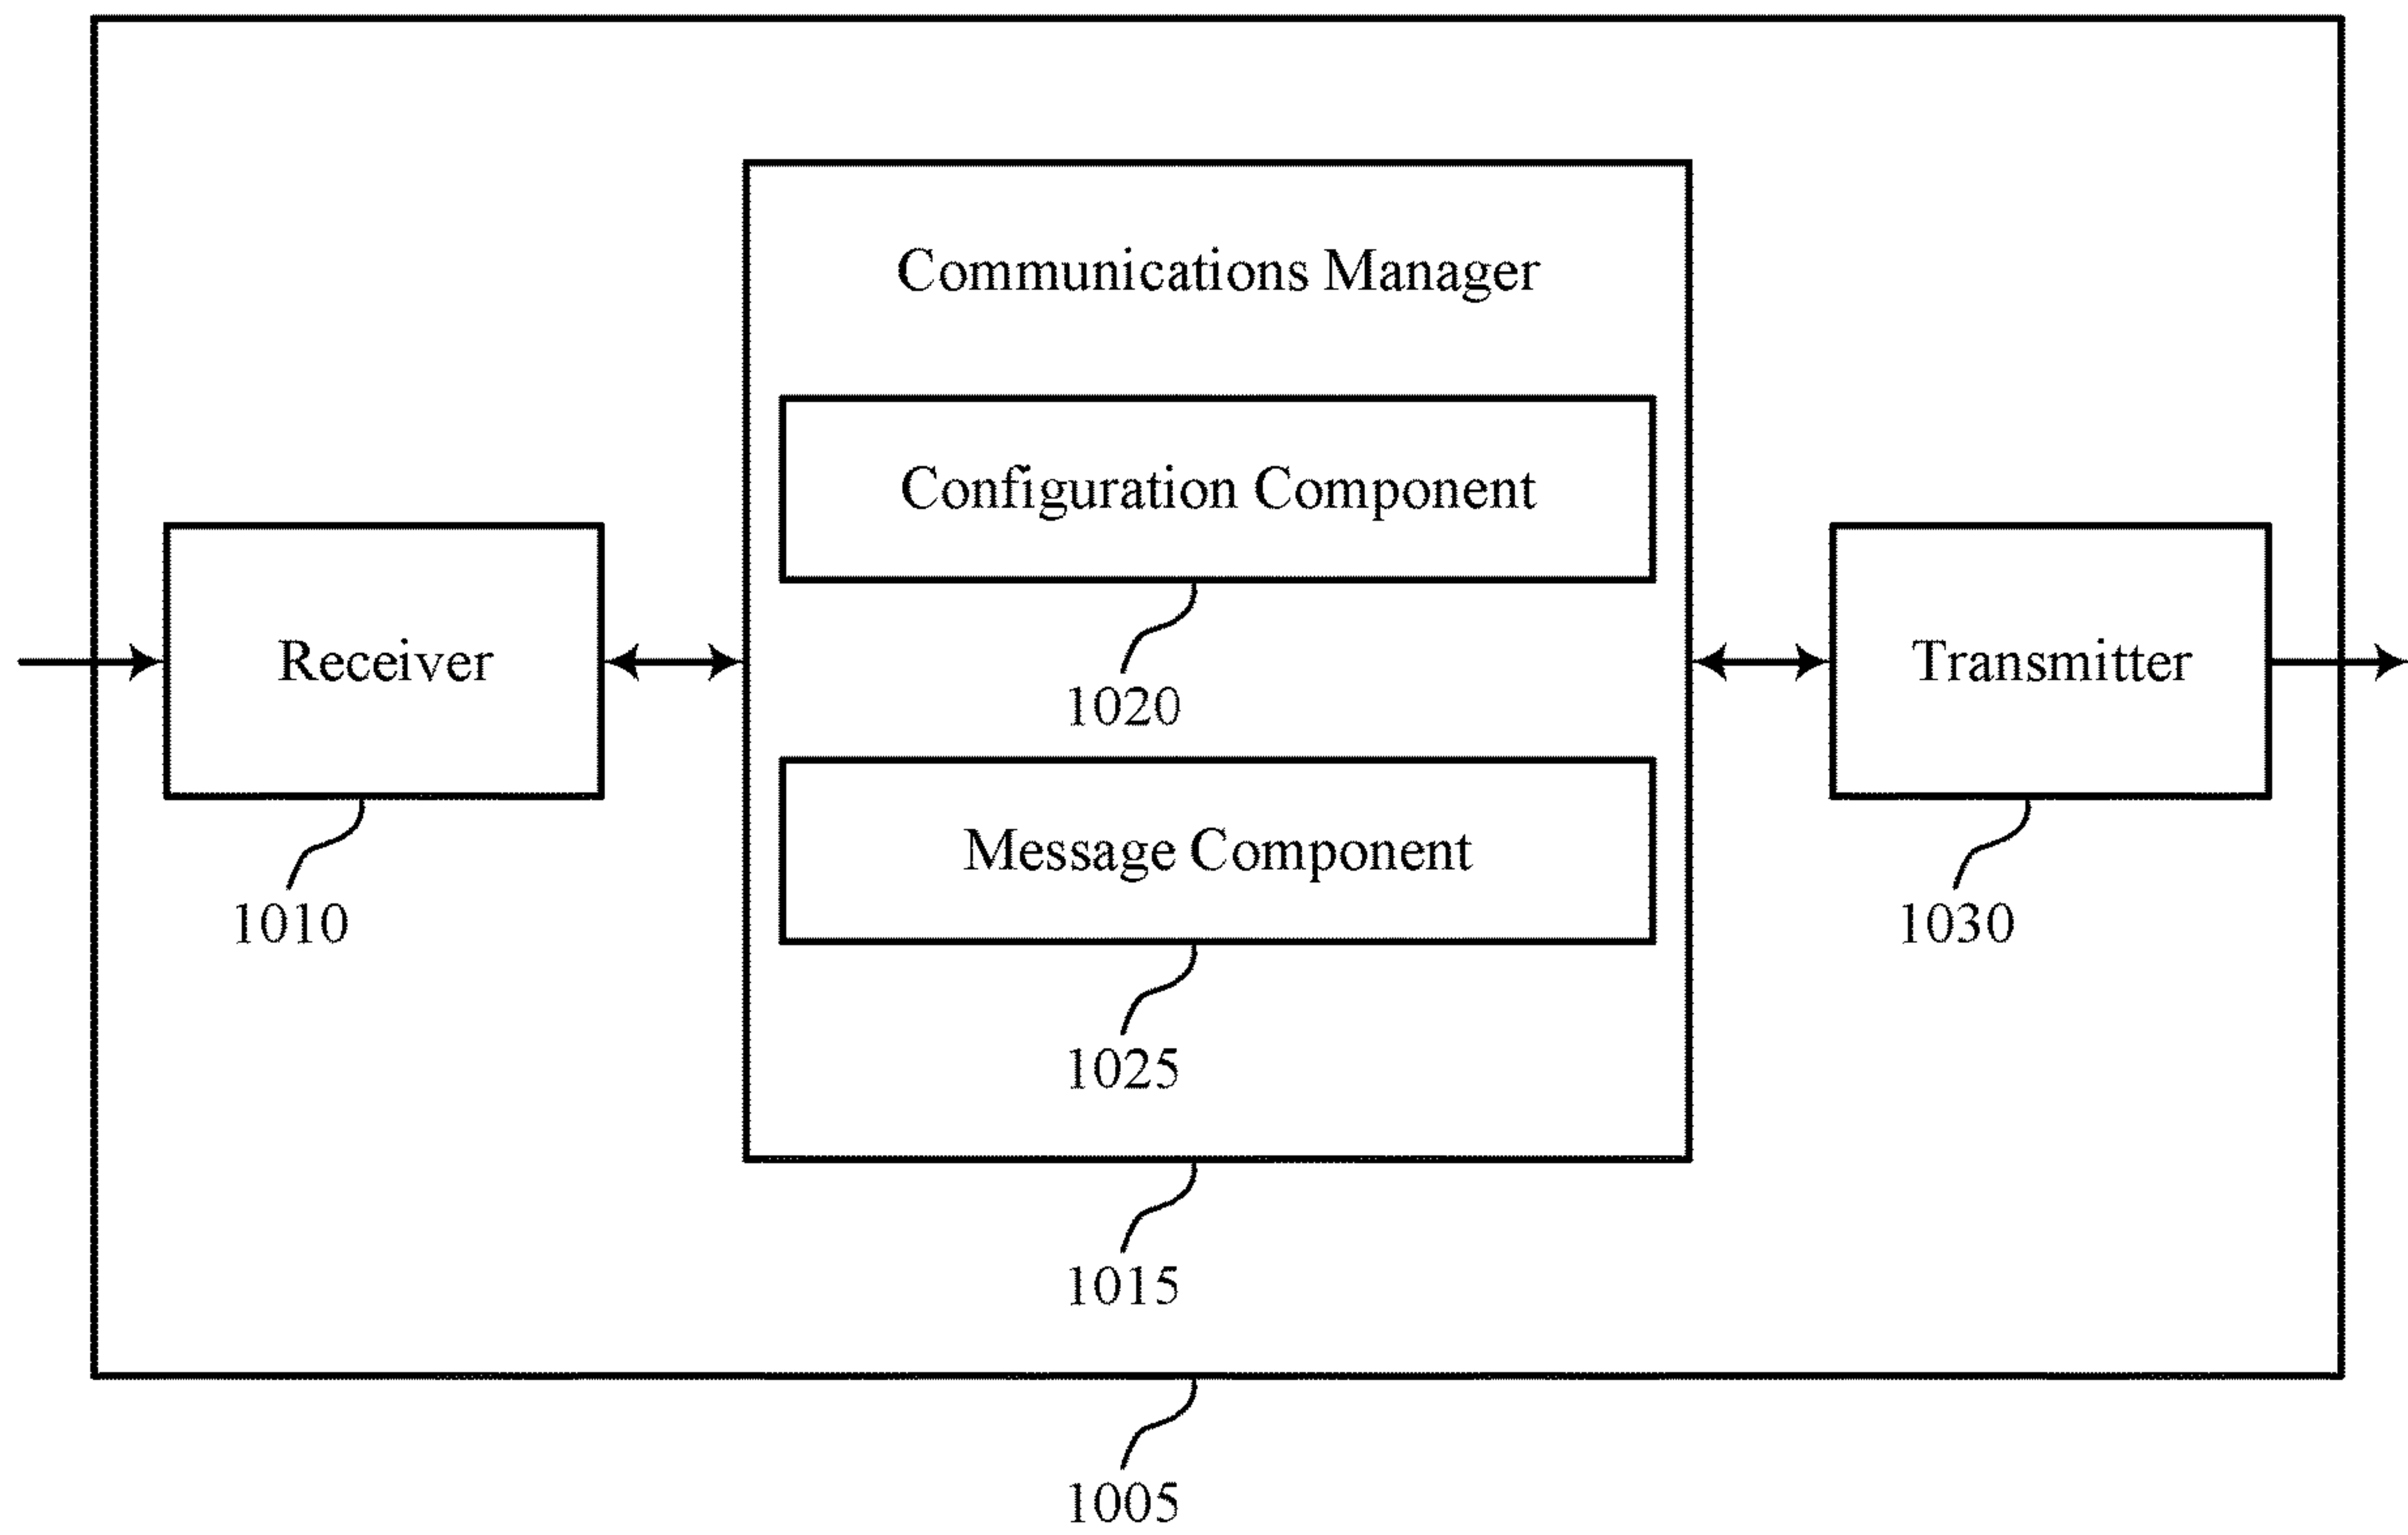 Communications Manager
Configuration Component
1020
Receiver
1010
Transmitter
1030
Message Component
1025
1015
1005